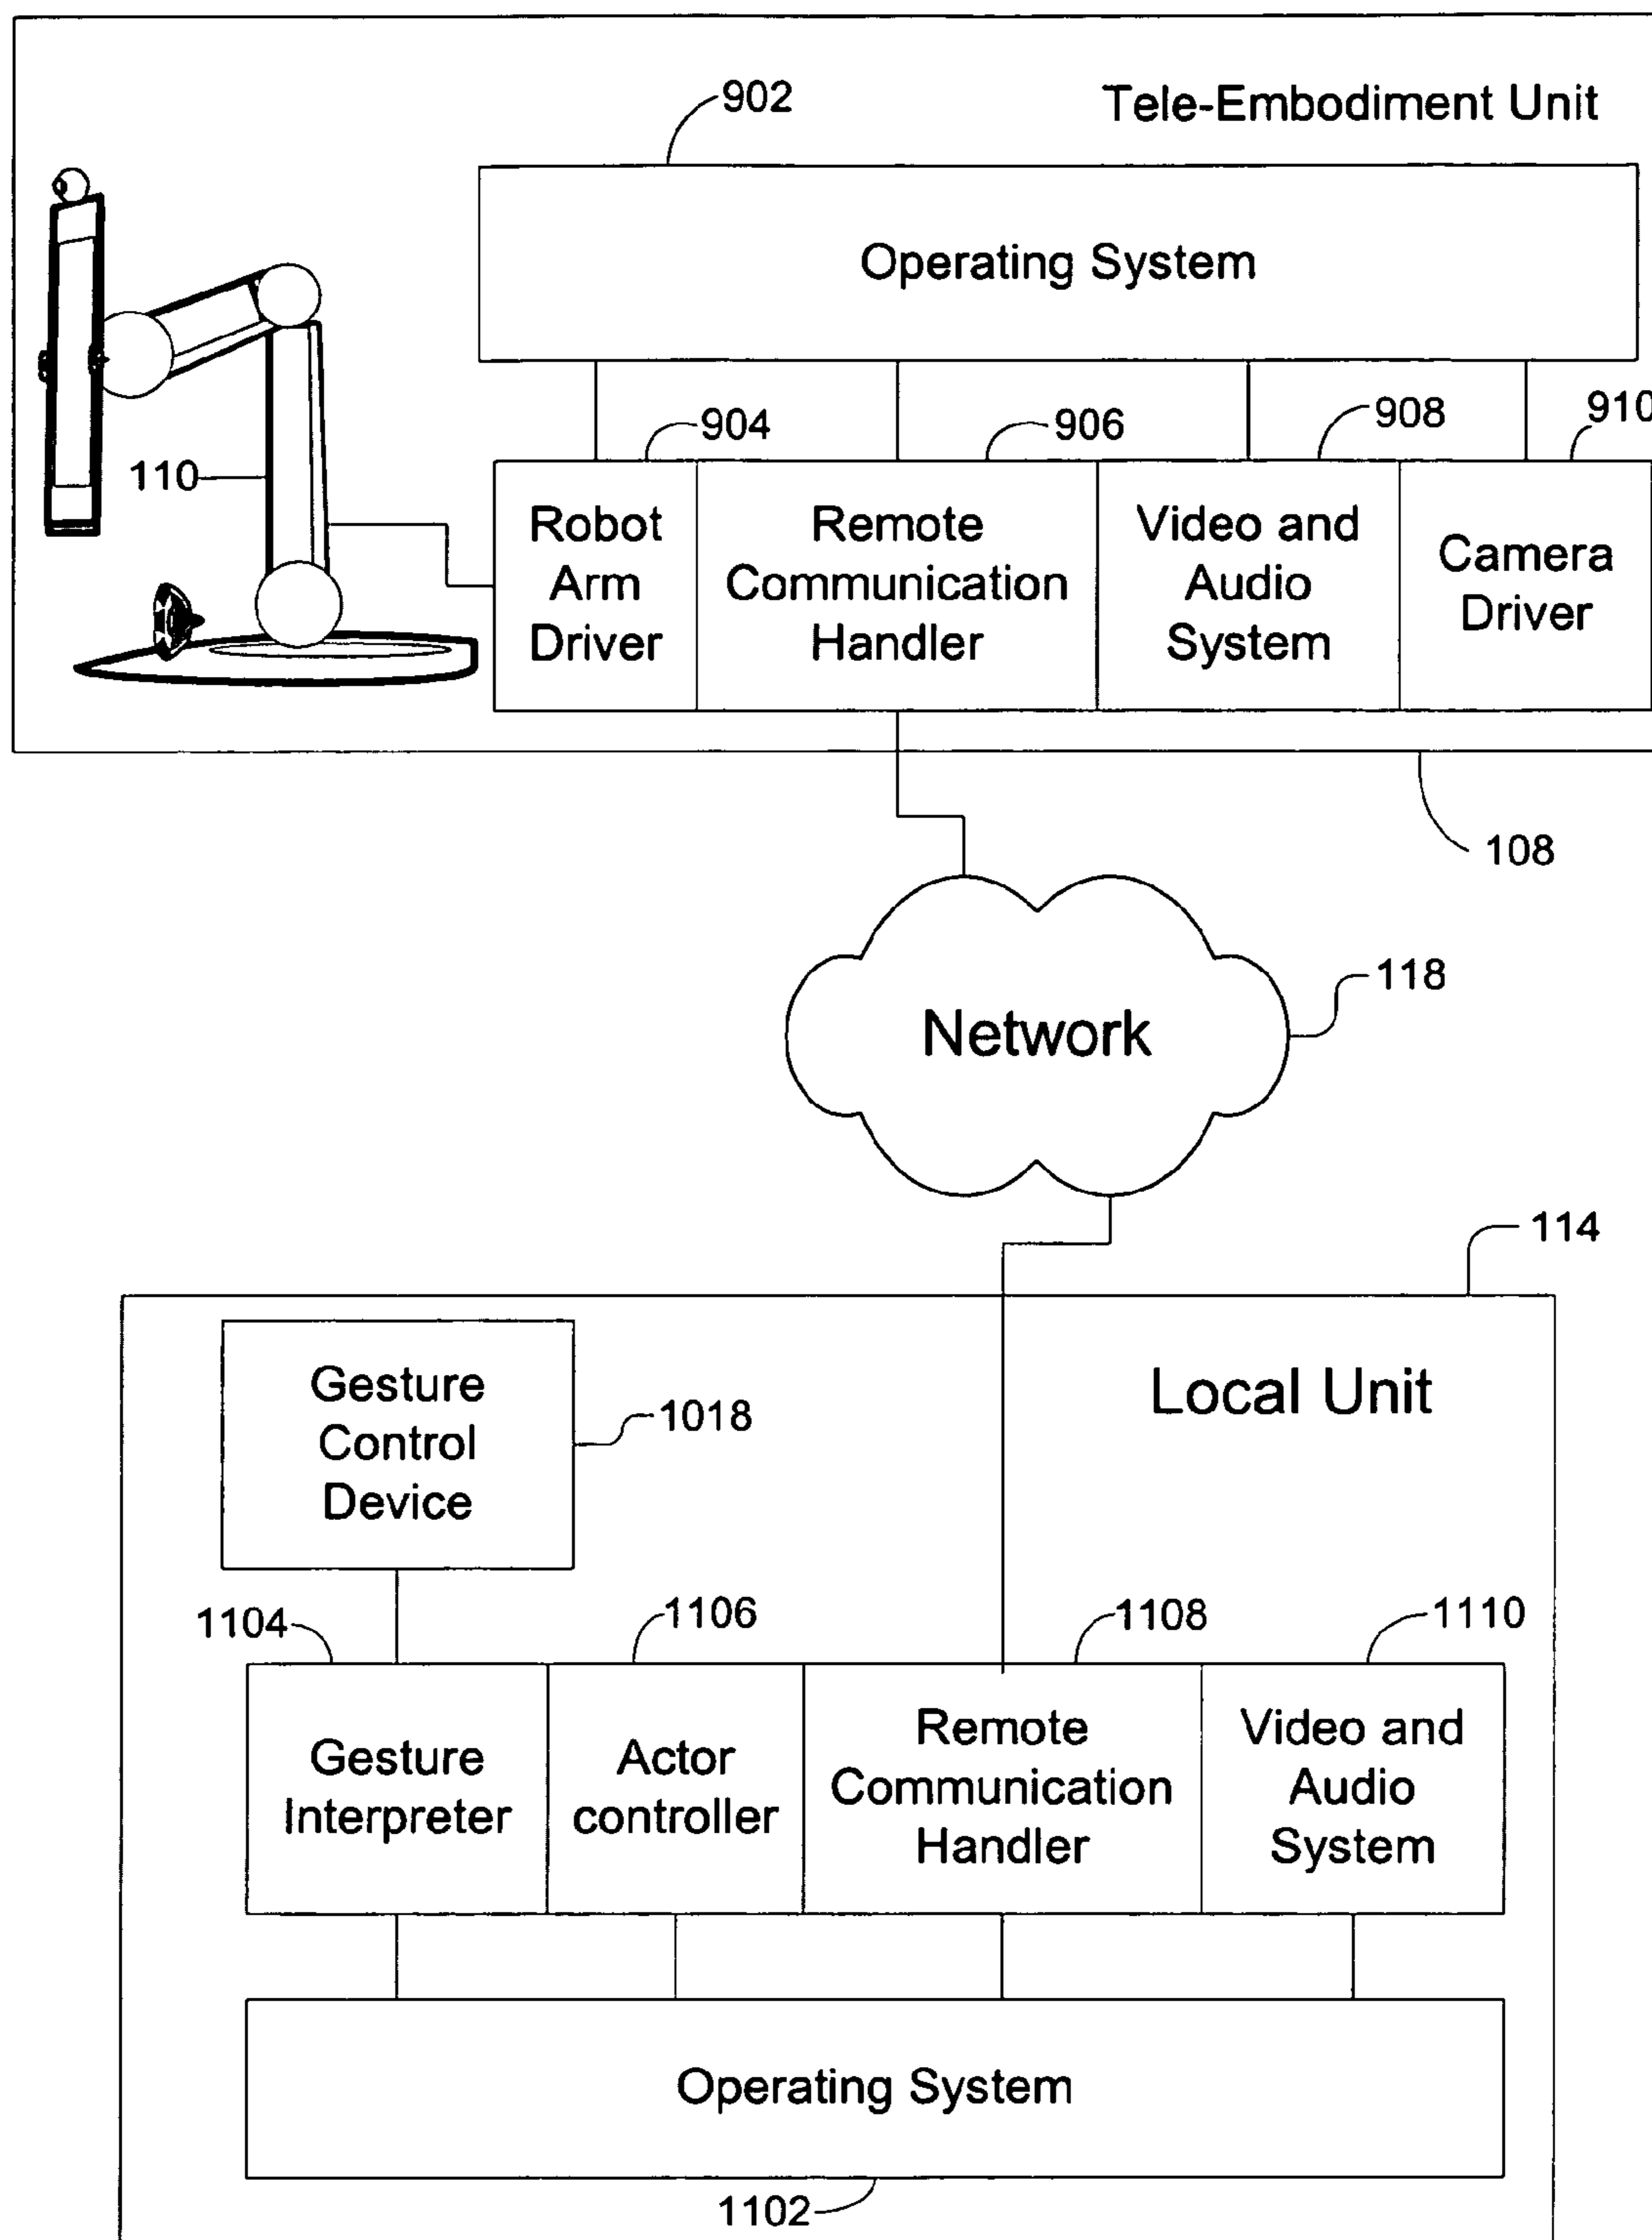 902
Tele-Embodiment Unit
Operating System
904
906
908
910
110
Robot
Arm
Driver
Remote
Communication
Handler
Video and
Audio
System
Camera
Driver
108
118
Network
114
Local Unit
Gesture
Control
Device
1018
1104
1106
1108
1110
Gesture
Interpreter
Actor
controller
Remote
Communication
Handler
Video and
Audio
System
Operating System
1102